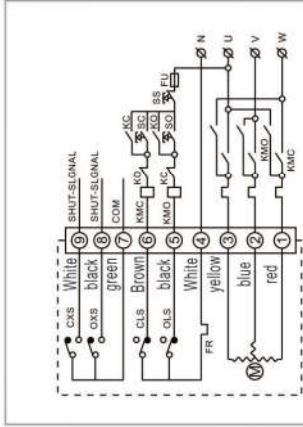 White 9 SHUT-SLGNAL
black 8 SHUT-SLGNAL
green 7 COM
Brown 6 KMC KO SC KC
black 5 KMO KC SO KO SS FU
White 4 N
yellow 3 U
blue 2 V
red 1 W
CXS
OXS
CLS
OLS
FR
M
KMO
KMC